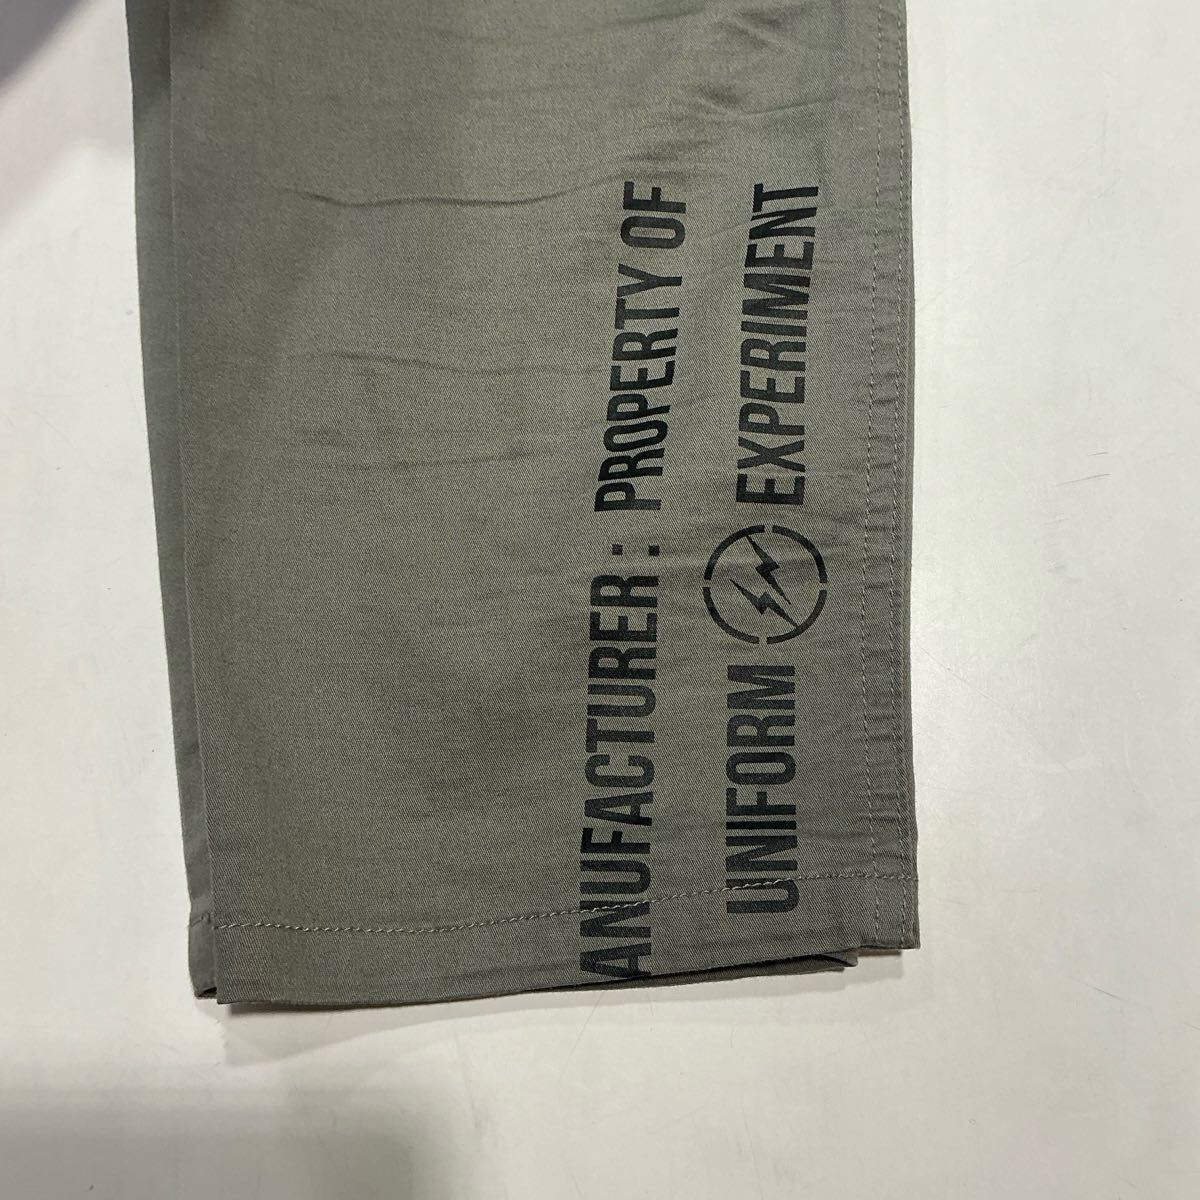 ANUFACTURER : PROPERTY OF
UNIFORM EXPERIMENT